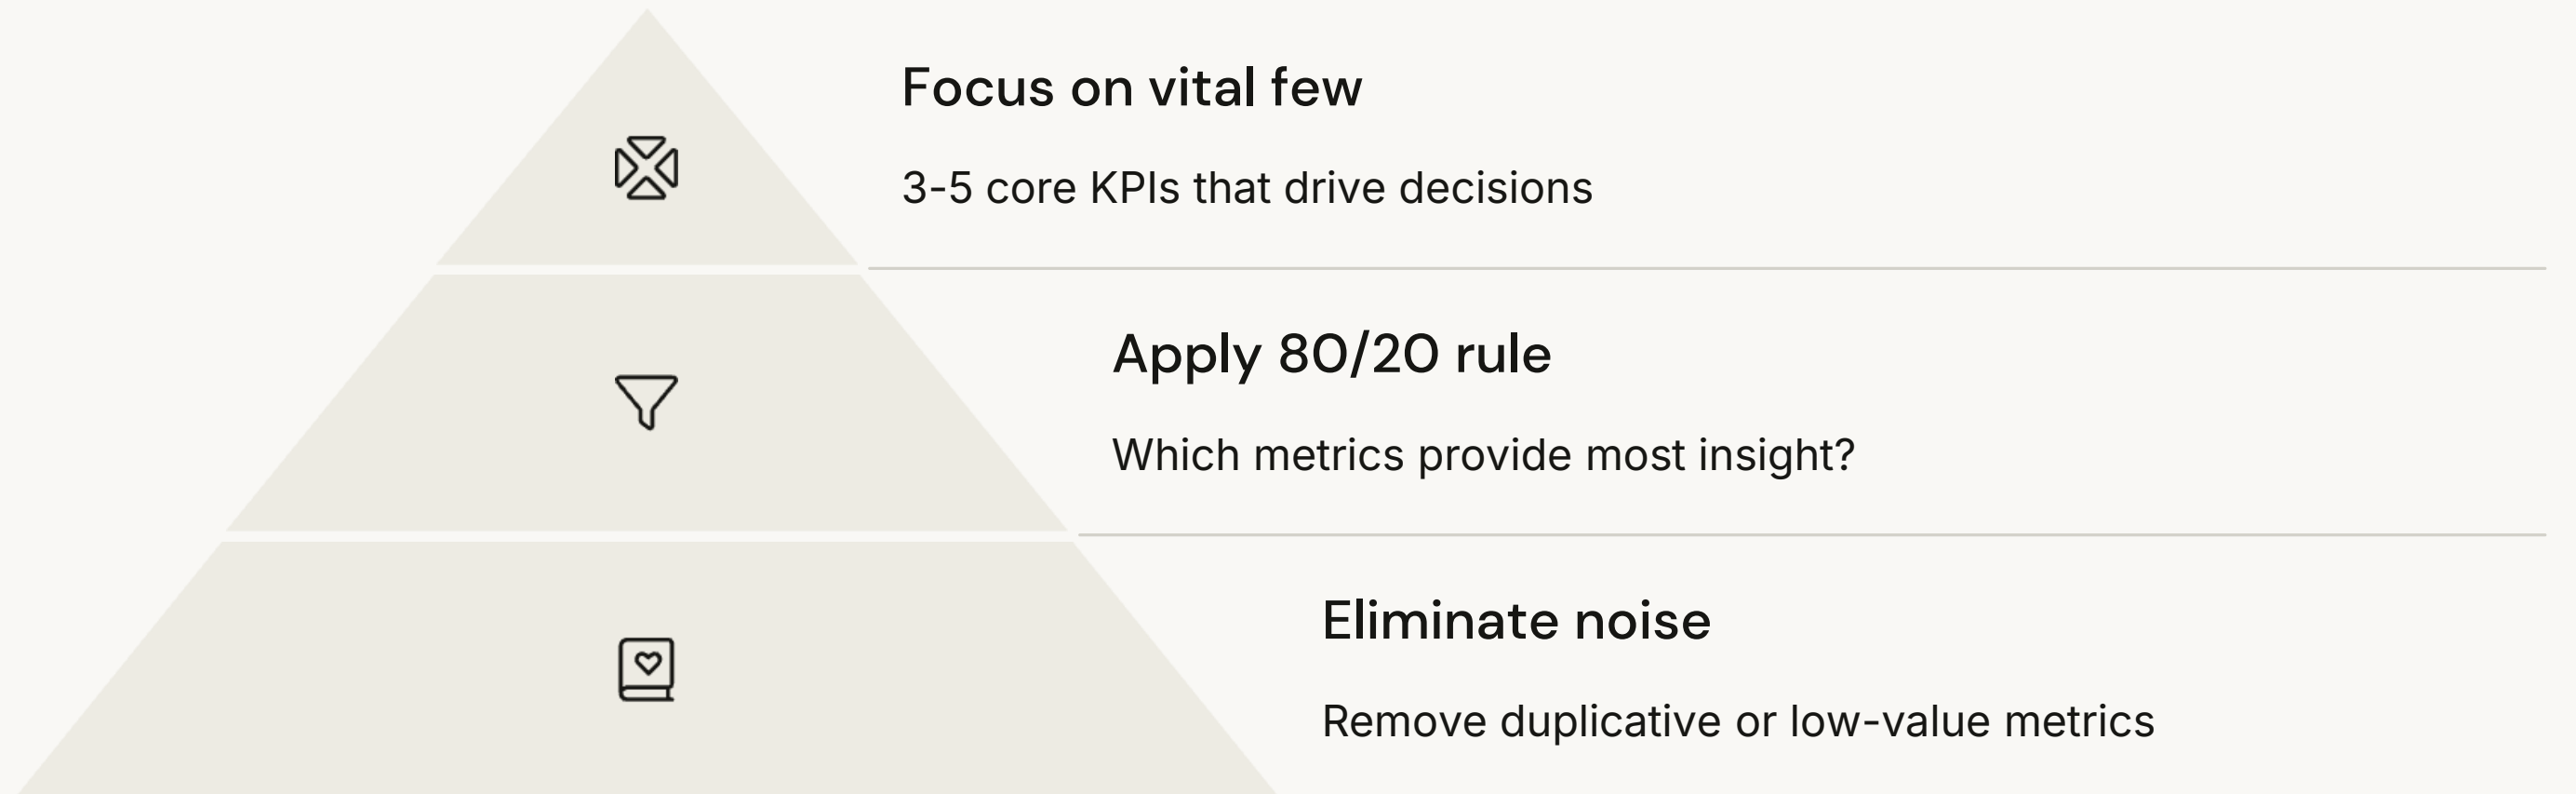 Focus on vital few
3-5 core KPIs that drive decisions
Apply 80/20 rule
Which metrics provide most insight?
Eliminate noise
Remove duplicative or low-value metrics